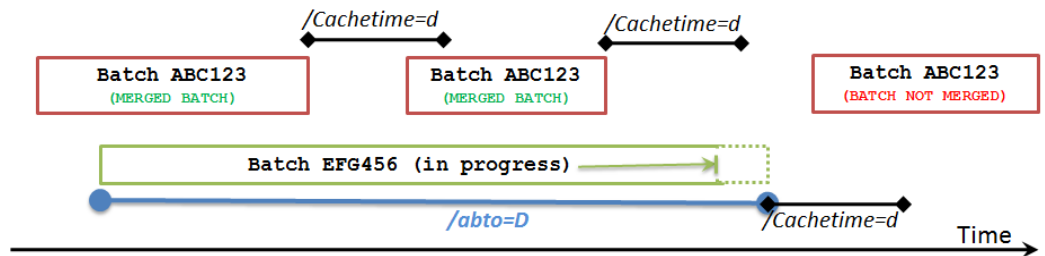 /Cachetime=d
/Cachetime=d
Batch ABC123
(MERGED BATCH)
Batch ABC123
(MERGED BATCH)
Batch ABC123
(BATCH NOT MERGED)
Batch EFG456 (in progress)
/abto=D
/Cachetime=d
Time